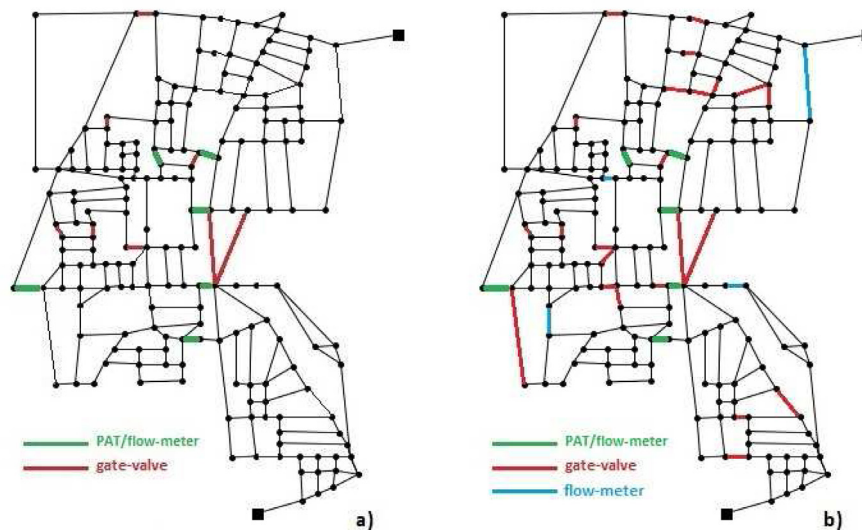 PAT/flow-meter
gate-valve
a)
PAT/flow-meter
gate-valve
flow-meter
b)